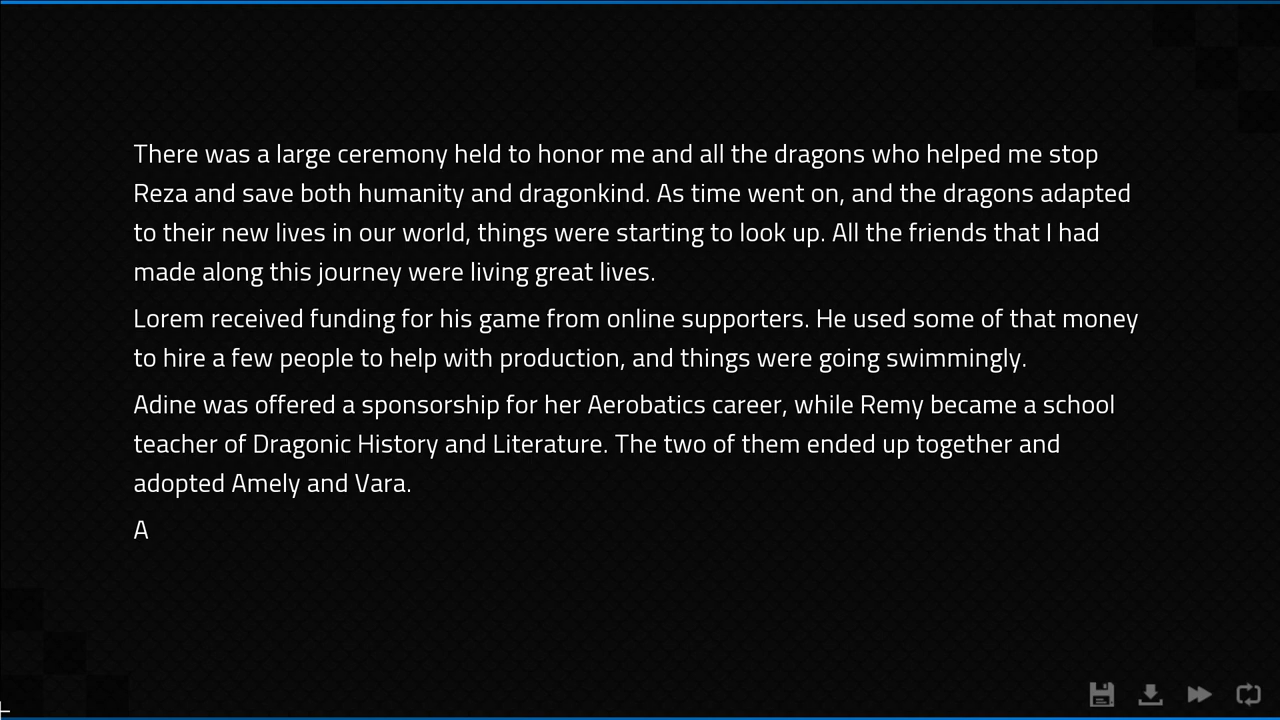 There was a large ceremony held to honor me and all the dragons who helped me stop
Reza and save both humanity and dragonkind. As time went on, and the dragons adapted
to their new lives in our world, things were starting to look up. All the friends that I had
made along this journey were living great lives.
Lorem received funding for his game from online supporters. He used some of that money
to hire a few people to help with production, and things were going swimmingly.
Adine was offered a sponsorship for her Aerobatics career, while Remy became a school
teacher of Dragonic History and Literature. The two of them ended up together and
adopted Amely and Vara.
A